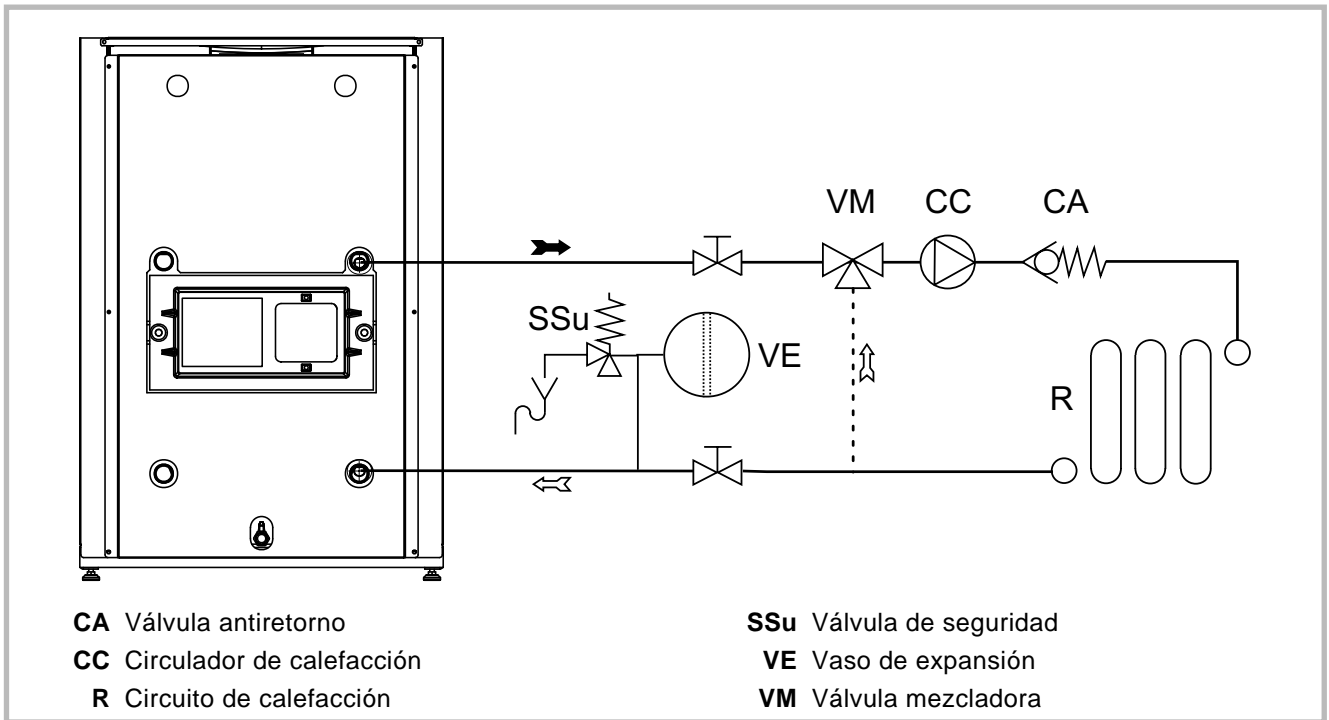 VM CC CA
SSu
VE
R
CA Válvula antiretorno
CC Circulador de calefacción
R Circuito de calefacción
SSu Válvula de seguridad
VE Vaso de expansión
VM Válvula mezcladora